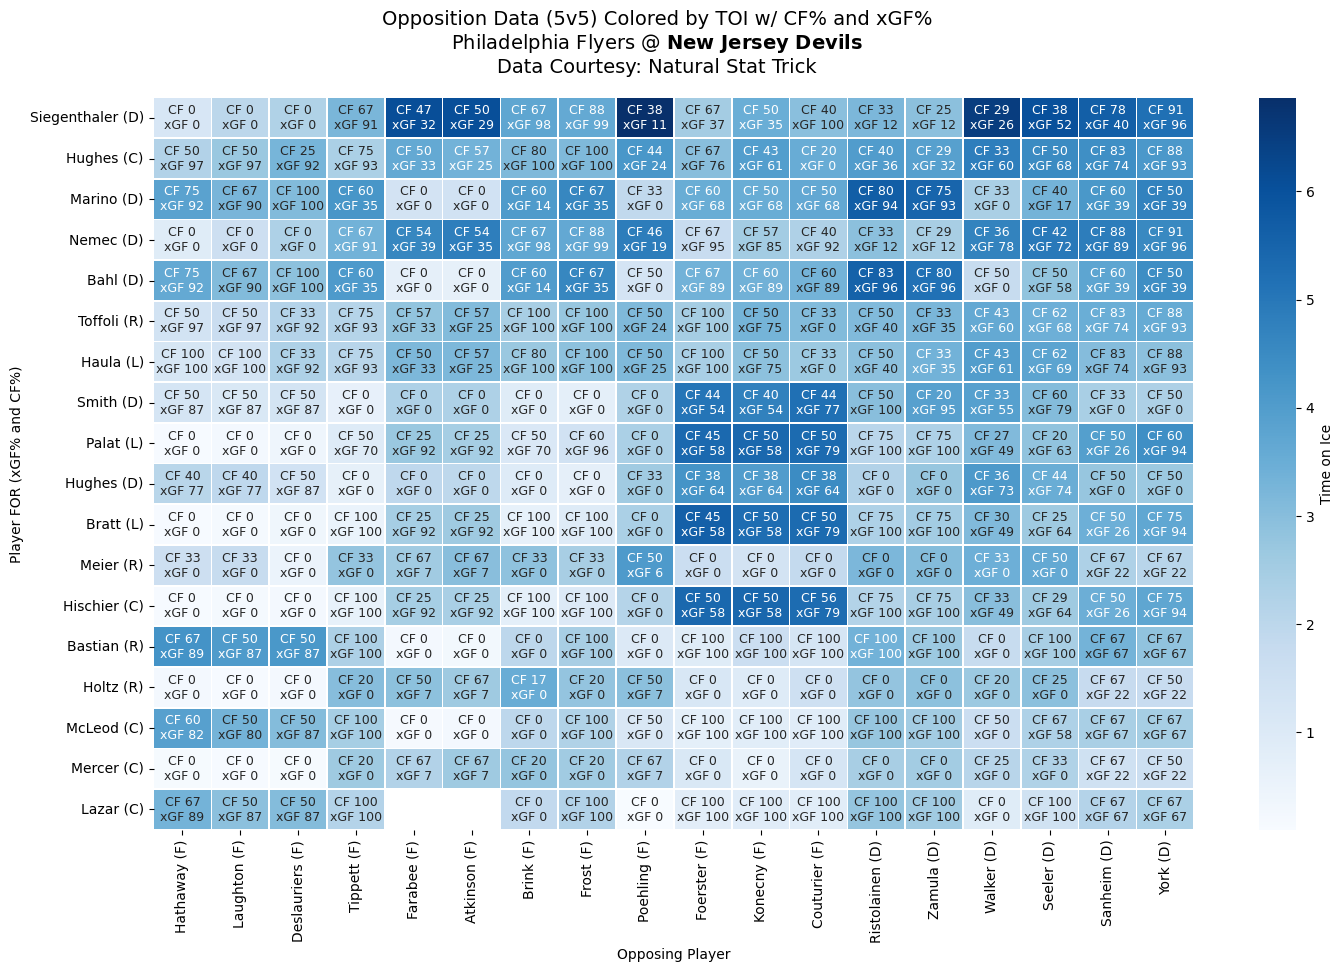 Opposition Data (5v5) Colored by TOI w/ CF% and xGF%
Philadelphia Flyers @ New Jersey Devils
Data Courtesy: Natural Stat Trick
Player FOR (xGF% and CF%)
Siegenthaler (D)
CF 0 CF 0 CF 0 CF 67 CF 47 CF 50 CF 67 CF 88 CF 38 CF 67 CF 50 CF 40 CF 33 CF 25 CF 29 CF 38 CF 78 CF 91
xGF 0 xGF 0 xGF 0 xGF 91 xGF 32 xGF 29 xGF 98 xGF 99 xGF 11 xGF 37 xGF 35 xGF 100 xGF 12 xGF 12 xGF 26 xGF 52 xGF 40 xGF 96
Hughes (C)
CF 50 CF 50 CF 25 CF 75 CF 50 CF 57 CF 80 CF 100 CF 44 CF 67 CF 43 CF 20 CF 40 CF 29 CF 33 CF 50 CF 83 CF 88
xGF 97 xGF 97 xGF 92 xGF 93 xGF 33 xGF 25 xGF 100 xGF 100 xGF 24 xGF 76 xGF 61 xGF 0 xGF 36 xGF 32 xGF 60 xGF 68 xGF 74 xGF 93
Marino (D)
CF 75 CF 67 CF 100 CF 60 CF 0 CF 0 CF 60 CF 67 CF 33 CF 60 CF 50 CF 50 CF 80 CF 75 CF 33 CF 40 CF 60 CF 50
xGF 92 xGF 90 xGF 100 xGF 35 xGF 0 xGF 0 xGF 14 xGF 35 xGF 0 xGF 68 xGF 68 xGF 68 xGF 94 xGF 93 xGF 0 xGF 17 xGF 39 xGF 39
Nemec (D)
CF 0 CF 0 CF 0 CF 67 CF 54 CF 54 CF 67 CF 88 CF 46 CF 67 CF 57 CF 40 CF 33 CF 29 CF 36 CF 42 CF 88 CF 91
xGF 0 xGF 0 xGF 0 xGF 91 xGF 39 xGF 35 xGF 98 xGF 99 xGF 19 xGF 95 xGF 85 xGF 92 xGF 12 xGF 12 xGF 78 xGF 72 xGF 89 xGF 96
Bahl (D)
CF 75 CF 67 CF 100 CF 60 CF 0 CF 0 CF 60 CF 67 CF 50 CF 67 CF 60 CF 60 CF 83 CF 80 CF 50 CF 50 CF 60 CF 50
xGF 92 xGF 90 xGF 100 xGF 35 xGF 0 xGF 0 xGF 14 xGF 35 xGF 0 xGF 89 xGF 89 xGF 89 xGF 96 xGF 96 xGF 0 xGF 58 xGF 39 xGF 39
Toffoli (R)
CF 50 CF 50 CF 33 CF 75 CF 57 CF 57 CF 100 CF 100 CF 50 CF 100 CF 50 CF 33 CF 50 CF 33 CF 43 CF 62 CF 83 CF 88
xGF 97 xGF 97 xGF 92 xGF 93 xGF 33 xGF 25 xGF 100 xGF 100 xGF 24 xGF 100 xGF 75 xGF 0 xGF 40 xGF 35 xGF 60 xGF 68 xGF 74 xGF 93
Haula (L)
CF 100 CF 100 CF 33 CF 75 CF 50 CF 57 CF 80 CF 100 CF 50 CF 100 CF 50 CF 33 CF 50 CF 33 CF 43 CF 62 CF 83 CF 88
xGF 100 xGF 100 xGF 92 xGF 93 xGF 33 xGF 25 xGF 100 xGF 100 xGF 25 xGF 100 xGF 75 xGF 0 xGF 40 xGF 35 xGF 61 xGF 69 xGF 74 xGF 93
Smith (D)
CF 50 CF 50 CF 50 CF 0 CF 0 CF 0 CF 0 CF 0 CF 0 CF 44 CF 40 CF 44 CF 50 CF 20 CF 33 CF 60 CF 33 CF 50
xGF 87 xGF 87 xGF 87 xGF 0 xGF 0 xGF 0 xGF 0 xGF 0 xGF 0 xGF 54 xGF 54 xGF 77 xGF 100 xGF 95 xGF 55 xGF 79 xGF 0 xGF 0
Palat (L)
CF 0 CF 0 CF 0 CF 50 CF 25 CF 25 CF 50 CF 60 CF 0 CF 45 CF 50 CF 50 CF 75 CF 75 CF 27 CF 20 CF 50 CF 60
xGF 0 xGF 0 xGF 0 xGF 70 xGF 92 xGF 92 xGF 70 xGF 96 xGF 0 xGF 58 xGF 58 xGF 79 xGF 100 xGF 100 xGF 49 xGF 63 xGF 26 xGF 94
Hughes (D)
CF 40 CF 40 CF 50 CF 0 CF 0 CF 0 CF 0 CF 0 CF 33 CF 38 CF 38 CF 38 CF 0 CF 0 CF 36 CF 44 CF 50 CF 50
xGF 77 xGF 77 xGF 87 xGF 0 xGF 0 xGF 0 xGF 0 xGF 0 xGF 0 xGF 64 xGF 64 xGF 64 xGF 0 xGF 0 xGF 73 xGF 74 xGF 0 xGF 0
Bratt (L)
CF 0 CF 0 CF 0 CF 100 CF 25 CF 25 CF 100 CF 100 CF 0 CF 45 CF 50 CF 50 CF 75 CF 75 CF 30 CF 25 CF 50 CF 75
xGF 0 xGF 0 xGF 0 xGF 100 xGF 92 xGF 92 xGF 100 xGF 100 xGF 0 xGF 58 xGF 58 xGF 79 xGF 100 xGF 100 xGF 49 xGF 64 xGF 26 xGF 94
Meier (R)
CF 33 CF 33 CF 0 CF 33 CF 67 CF 67 CF 33 CF 33 CF 50 CF 0 CF 0 CF 0 CF 0 CF 0 CF 33 CF 50 CF 67 CF 67
xGF 0 xGF 0 xGF 0 xGF 0 xGF 7 xGF 7 xGF 0 xGF 0 xGF 6 xGF 0 xGF 0 xGF 0 xGF 0 xGF 0 xGF 0 xGF 0 xGF 22 xGF 22
Hischier (C)
CF 0 CF 0 CF 0 CF 100 CF 25 CF 25 CF 100 CF 100 CF 0 CF 50 CF 50 CF 56 CF 75 CF 75 CF 33 CF 29 CF 50 CF 75
xGF 0 xGF 0 xGF 0 xGF 100 xGF 92 xGF 92 xGF 100 xGF 100 xGF 0 xGF 58 xGF 58 xGF 79 xGF 100 xGF 100 xGF 49 xGF 64 xGF 26 xGF 94
Bastian (R)
CF 67 CF 50 CF 50 CF 100 CF 0 CF 0 CF 0 CF 100 CF 0 CF 100 CF 100 CF 100 CF 100 CF 100 CF 0 CF 100 CF 67 CF 67
xGF 89 xGF 87 xGF 87 xGF 100 xGF 0 xGF 0 xGF 0 xGF 100 xGF 0 xGF 100 xGF 100 xGF 100 xGF 100 xGF 100 xGF 0 xGF 100 xGF 67 xGF 67
Holtz (R)
CF 0 CF 0 CF 0 CF 20 CF 50 CF 67 CF 17 CF 20 CF 50 CF 0 CF 0 CF 0 CF 0 CF 0 CF 20 CF 25 CF 67 CF 50
xGF 0 xGF 0 xGF 0 xGF 0 xGF 7 xGF 7 xGF 0 xGF 0 xGF 7 xGF 0 xGF 0 xGF 0 xGF 0 xGF 0 xGF 0 xGF 0 xGF 22 xGF 22
McLeod (C)
CF 60 CF 50 CF 50 CF 100 CF 0 CF 0 CF 0 CF 100 CF 50 CF 100 CF 100 CF 100 CF 100 CF 100 CF 50 CF 67 CF 67 CF 67
xGF 82 xGF 80 xGF 87 xGF 100 xGF 0 xGF 0 xGF 0 xGF 100 xGF 0 xGF 100 xGF 100 xGF 100 xGF 100 xGF 100 xGF 0 xGF 58 xGF 67 xGF 67
Mercer (C)
CF 0 CF 0 CF 0 CF 20 CF 67 CF 67 CF 20 CF 20 CF 67 CF 0 CF 0 CF 0 CF 0 CF 0 CF 25 CF 33 CF 67 CF 50
xGF 0 xGF 0 xGF 0 xGF 0 xGF 7 xGF 7 xGF 0 xGF 0 xGF 7 xGF 0 xGF 0 xGF 0 xGF 0 xGF 0 xGF 0 xGF 0 xGF 22 xGF 22
Lazar (C)
CF 67 CF 50 CF 50 CF 100 CF 0 CF 100 CF 0 CF 100 CF 100 CF 100 CF 100 CF 100 CF 0 CF 100 CF 67 CF 67
xGF 89 xGF 87 xGF 87 xGF 100 xGF 0 xGF 100 xGF 0 xGF 100 xGF 100 xGF 100 xGF 100 xGF 100 xGF 0 xGF 100 xGF 67 xGF 67
Hathaway (F)
Laughton (F)
Deslauriers (F)
Tippett (F)
Farabee (F)
Atkinson (F)
Brink (F)
Frost (F)
Poehling (F)
Foerster (F)
Konecny (F)
Couturier (F)
Ristolainen (D)
Zamula (D)
Walker (D)
Seeler (D)
Sanheim (D)
York (D)
Opposing Player
6
5
4
3
2
1
Time on Ice